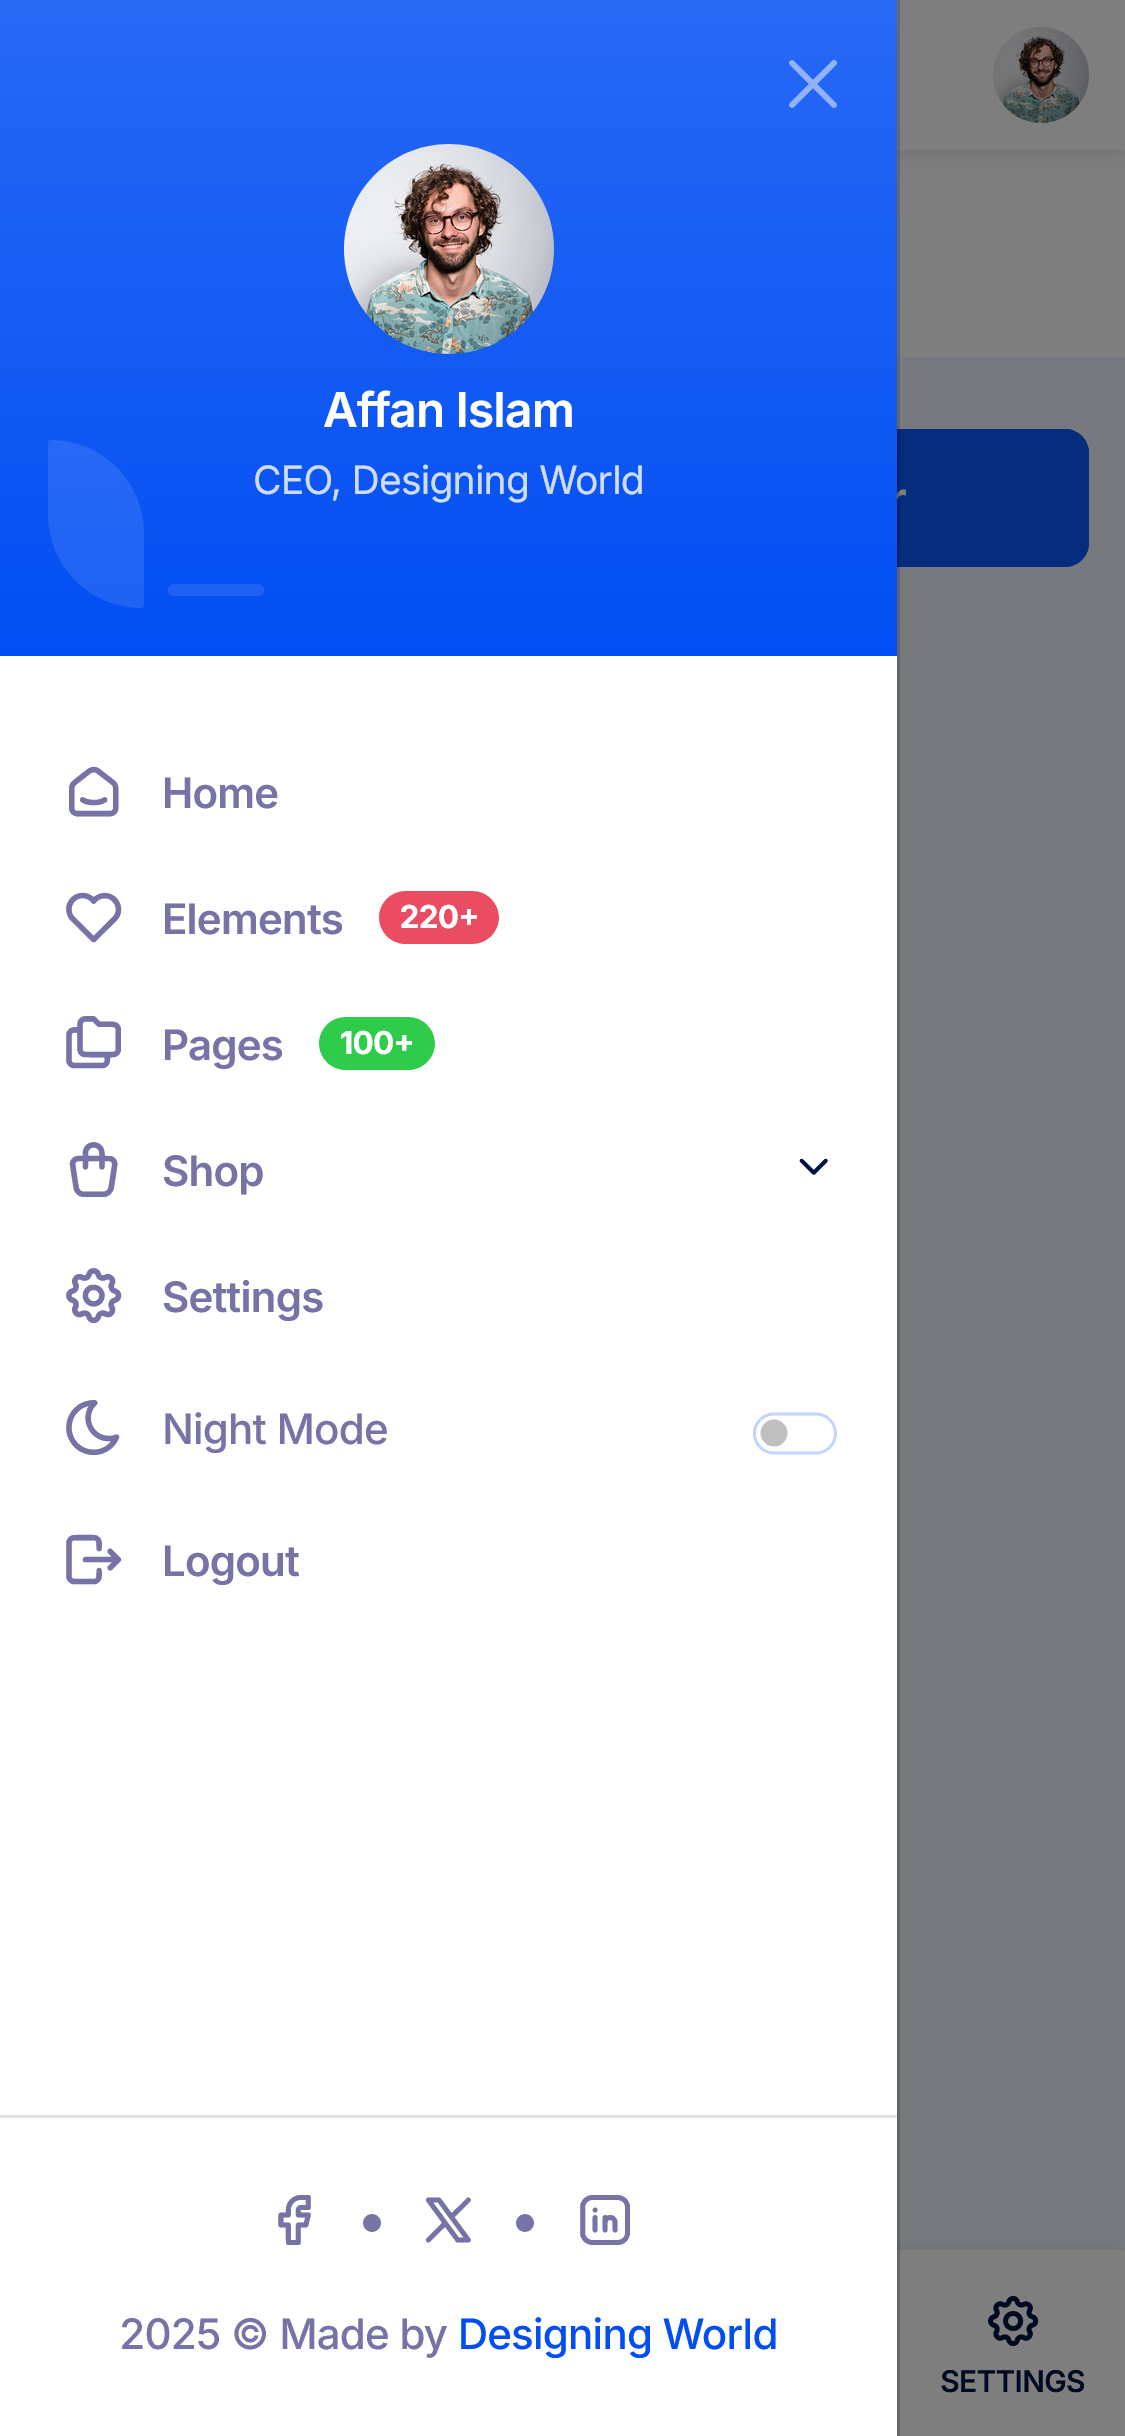 Affan Islam
CEO, Designing World
Home
Elements 220+
Pages 100+
Shop
Settings
Night Mode
Logout
2025 © Made by Designing World
SETTINGS